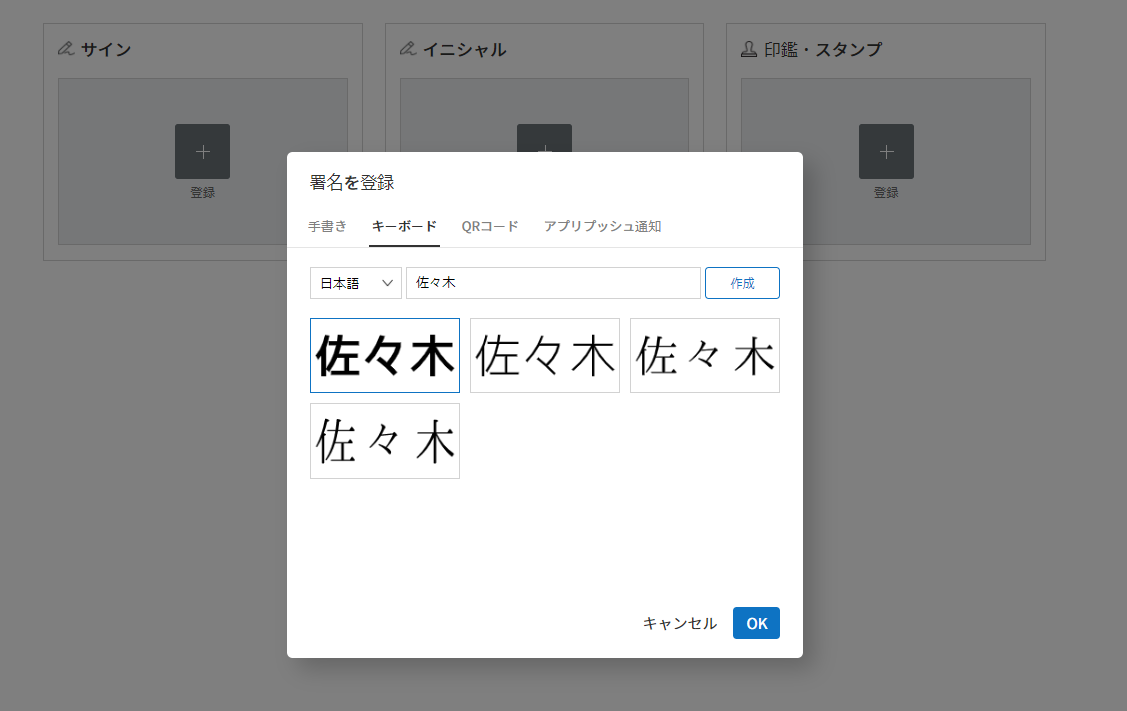 サイン
イニシャル
印鑑・スタンプ
登録
登録
署名を登録
手書き
キーボード
QRコード
アプリプッシュ通知
日本語
佐々木
作成
佐々木
佐々木
佐々木
佐々木
キャンセル
OK